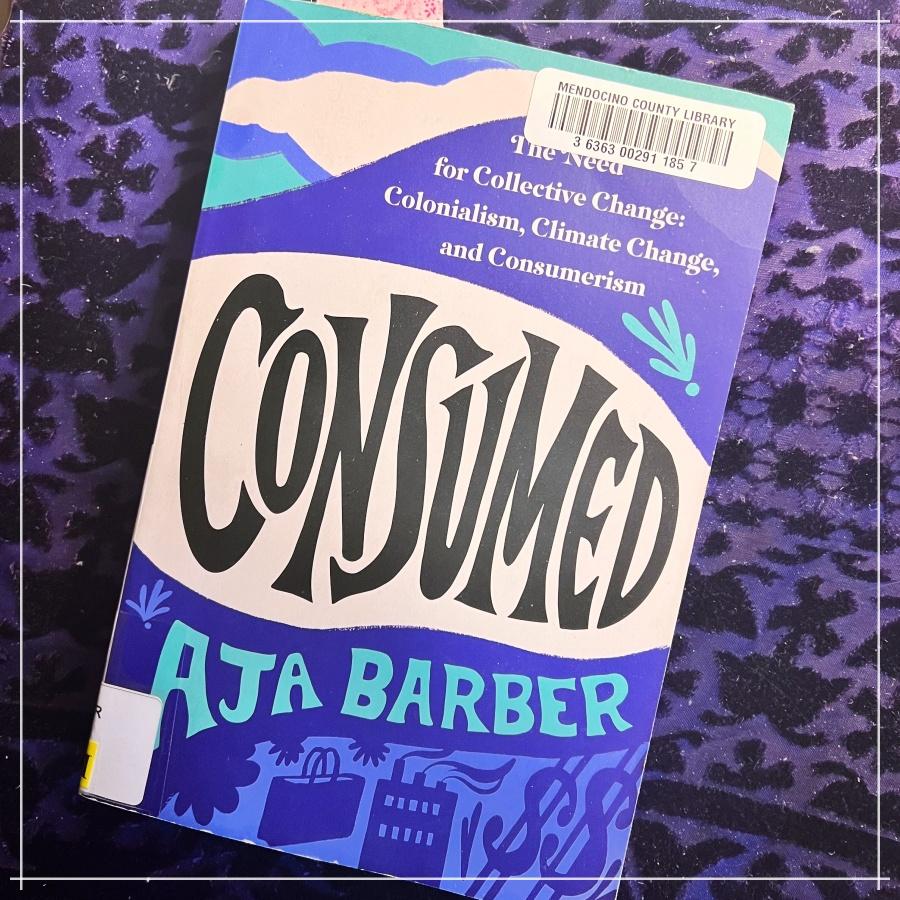 MENDOCINO COUNTY LIBRARY
3 6363 00291 185 7
The Need
for Collective Change:
Colonialism, Climate Change,
and Consumerism
CONSUMED
AJA BARBER
R
1
$$